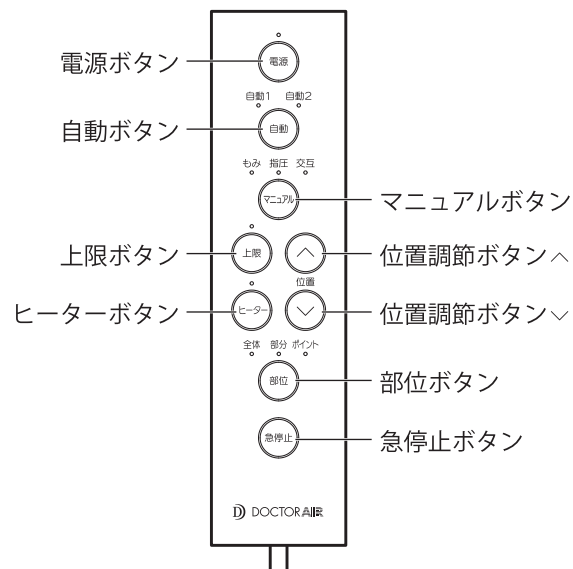 電源ボタン
電源
自動1 自動2
自動ボタン
自動
もみ 指圧 交互
マニュアル
マニュアルボタン
上限ボタン
上限
位置調節ボタン︿
位置
ヒーターボタン
ヒーター
位置調節ボタン﹀
全体 部分 ポイント
部位
部位ボタン
急停止
急停止ボタン
DOCTORAIR